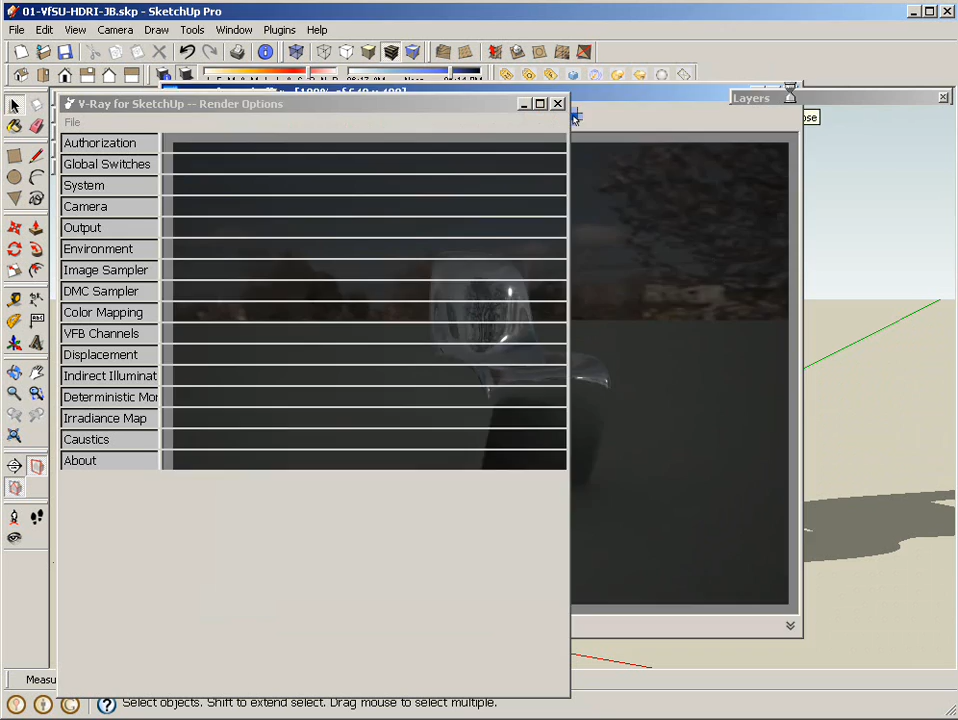 01-VfSU-HDRI-JB.skp - SketchUp Pro
File Edit View Camera Draw Tools Window Plugins Help
Layers
V-Ray for SketchUp -- Render Options
ose
File
Authorization
Global Switches
System
Camera
Output
Environment
Image Sampler
DMC Sampler
Color Mapping
VFB Channels
Displacement
Indirect Illuminat
Deterministic Mor
Irradiance Map
Caustics
About
Measu
Select objects. Shift to extend select. Drag mouse to select multiple.